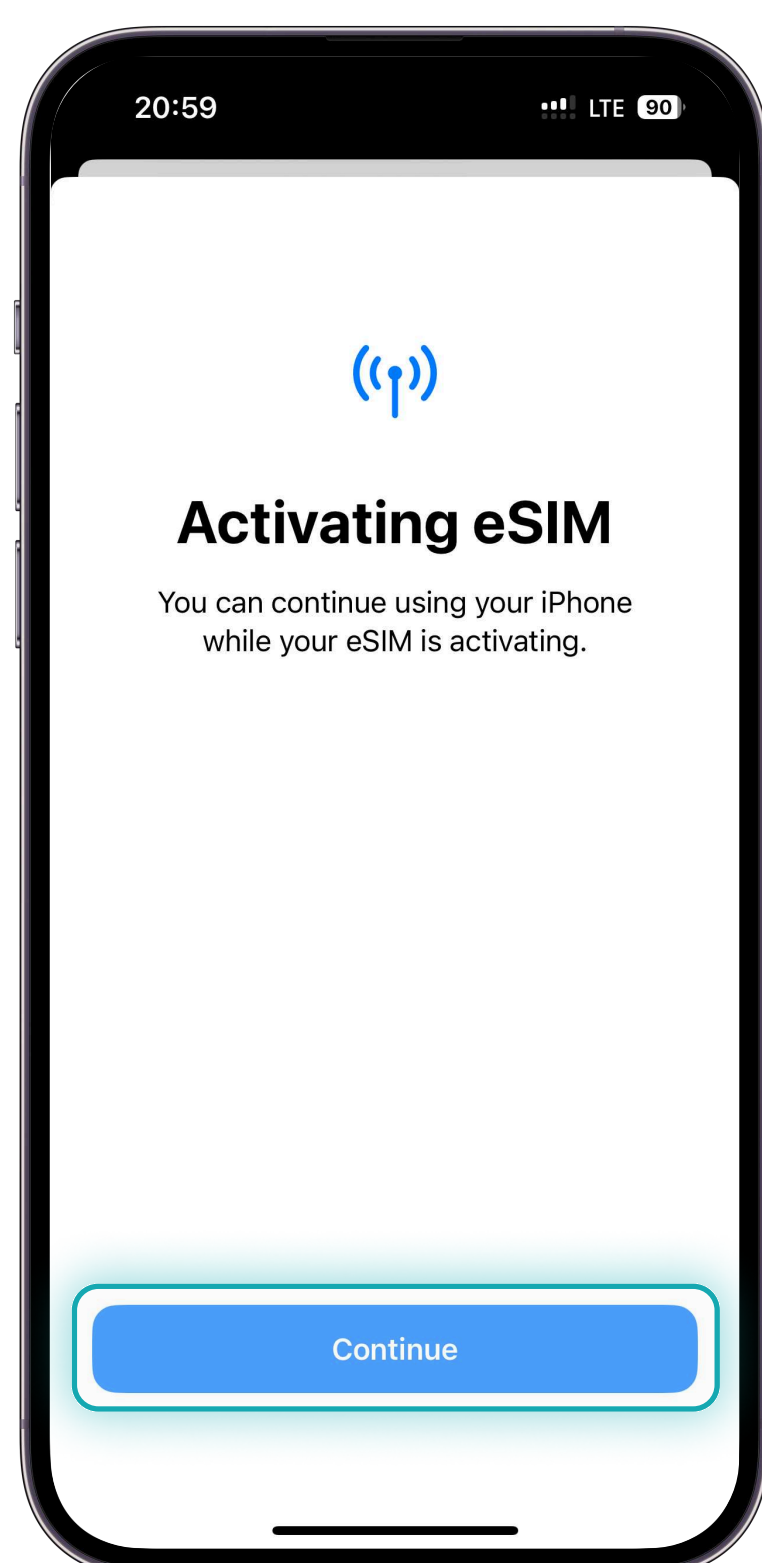 20:59
LTE 90
Activating eSIM
You can continue using your iPhone
while your eSIM is activating.
Continue